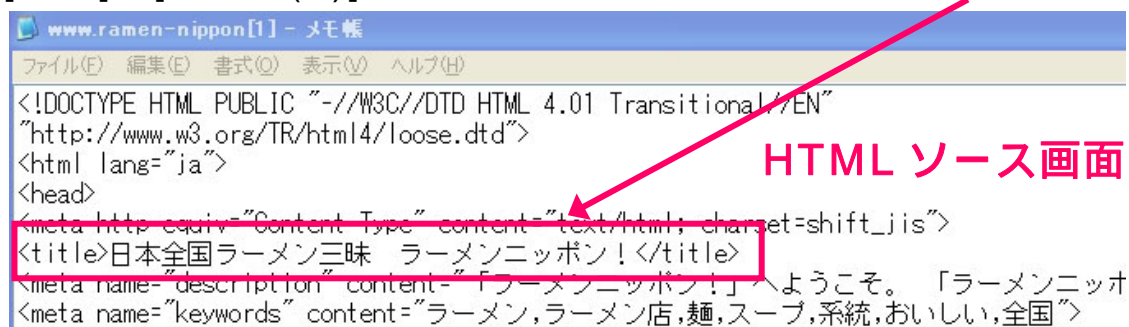 www.ramen-nippon[1] - メモ帳
ファイル(F) 編集(E) 書式(O) 表示(V) ヘルプ(H)
<!DOCTYPE HTML PUBLIC "-//W3C//DTD HTML 4.01 Transitional//EN"
"http://www.w3.org/TR/html4/loose.dtd">
<html lang="ja">
HTML ソース画面
<head>
<meta http-equiv="Content-Type" content="text/html; charset=shift_jis">
<title>日本全国ラーメン三昧　ラーメンニッポン！</title>
<meta name="description" content="「ラーメンニッポン！」へようこそ。 「ラーメンニッポ
<meta name="keywords" content="ラーメン,ラーメン店,麺,スープ,系統,おいしい,全国">